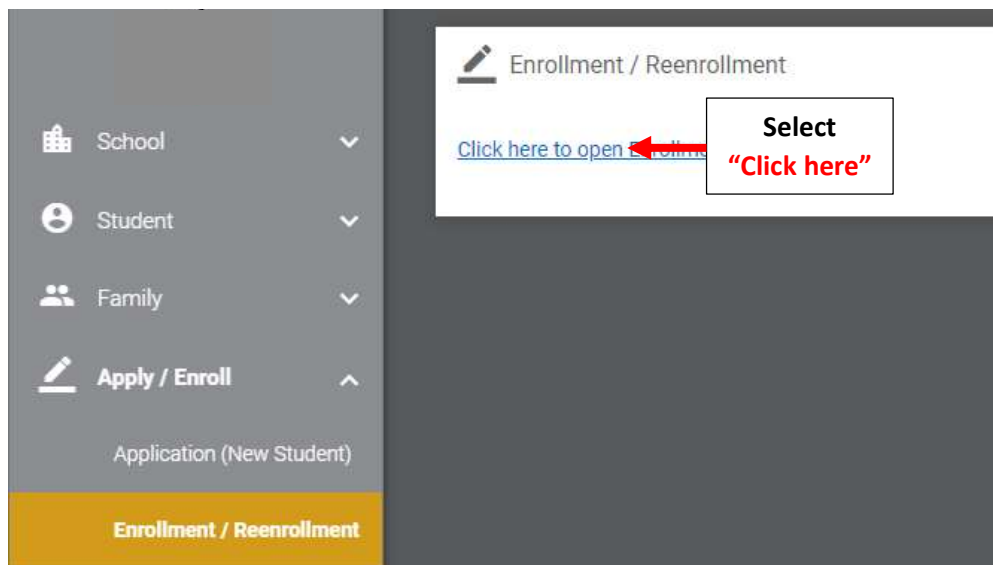 School
Student
Family
Apply / Enroll
Application (New Student)
Enrollment / Reenrollment
Enrollment / Reenrollment
Click here to open
Select
"Click here"